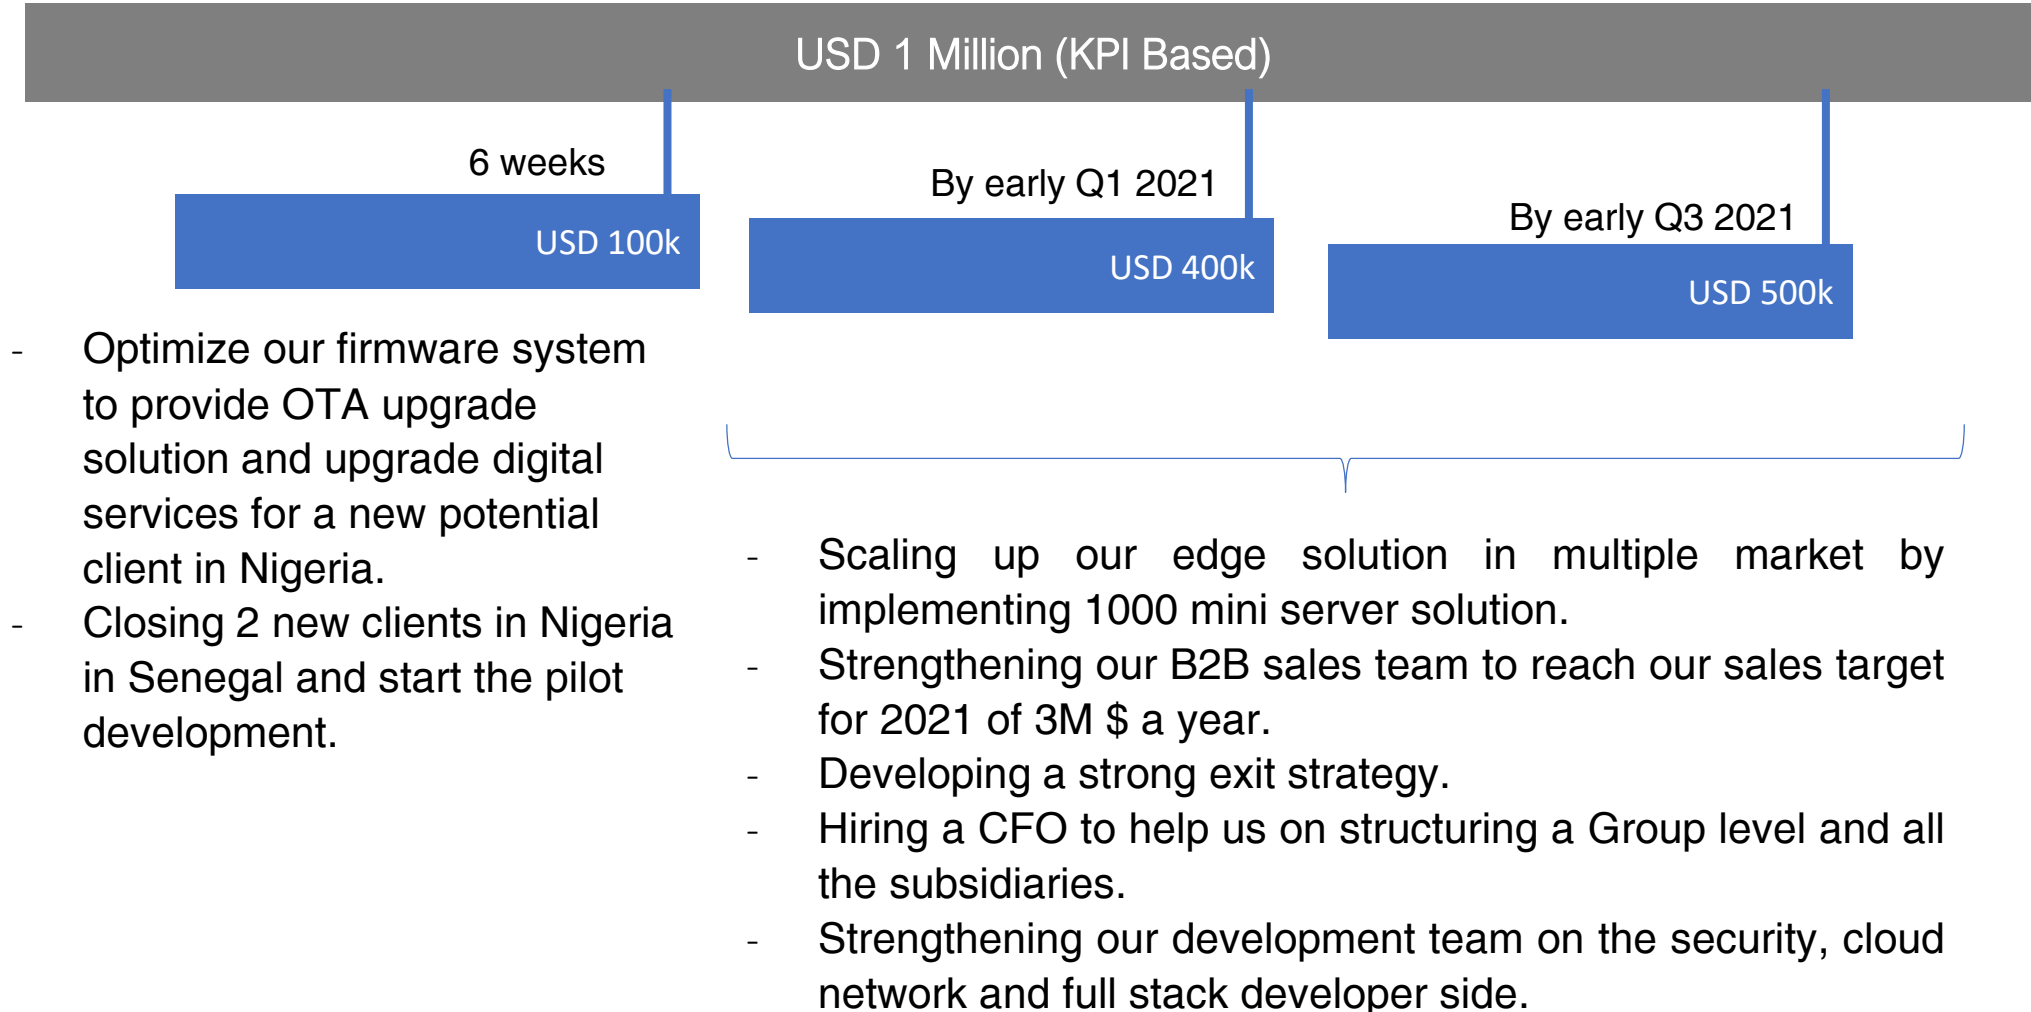 USD 1 Million (KPI Based)
6 weeks
USD 100k
By early Q1 2021
USD 400k
By early Q3 2021
USD 500k
- Optimize our firmware system
to provide OTA upgrade
solution and upgrade digital
services for a new potential
client in Nigeria.
- Closing 2 new clients in Nigeria
in Senegal and start the pilot
development.
- Scaling up our edge solution in multiple market by
implementing 1000 mini server solution.
- Strengthening our B2B sales team to reach our sales target
for 2021 of 3M $ a year.
- Developing a strong exit strategy.
- Hiring a CFO to help us on structuring a Group level and all
the subsidiaries.
- Strengthening our development team on the security, cloud
network and full stack developer side.